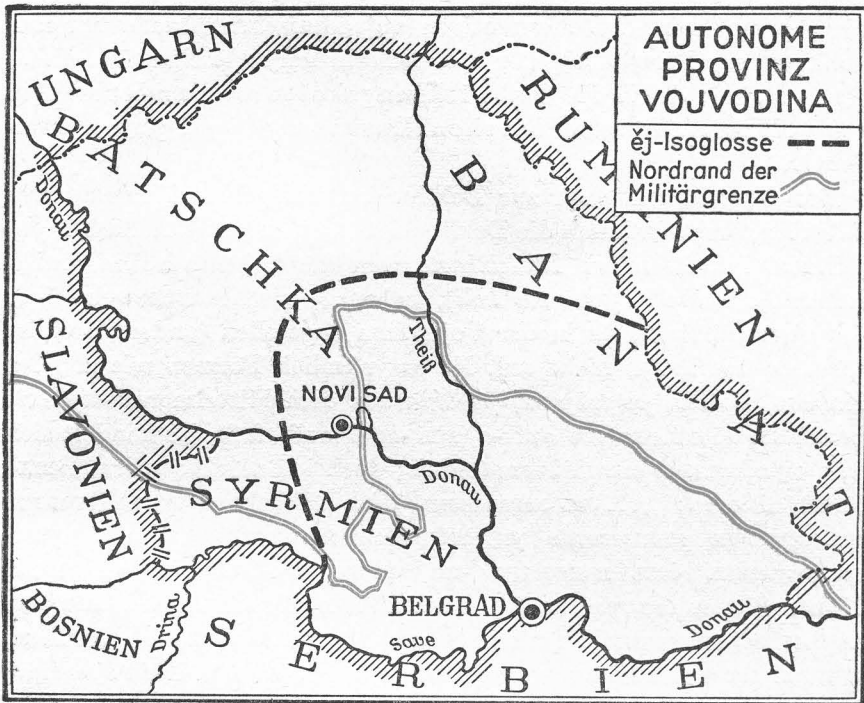 AUTONOME
PROVINZ
VOJVODINA
ěj-Isoglosse
Nordrand der
Militärgrenze
UNGARN
RUMÄNIEN
BATSCHKA
BANAT
Donau
Theiß
SLAVONIEN
NOVI SAD
SYRMIEN
Donau
BELGRAD
BOSNIEN
Drina
Save
Donau
SERBIEN